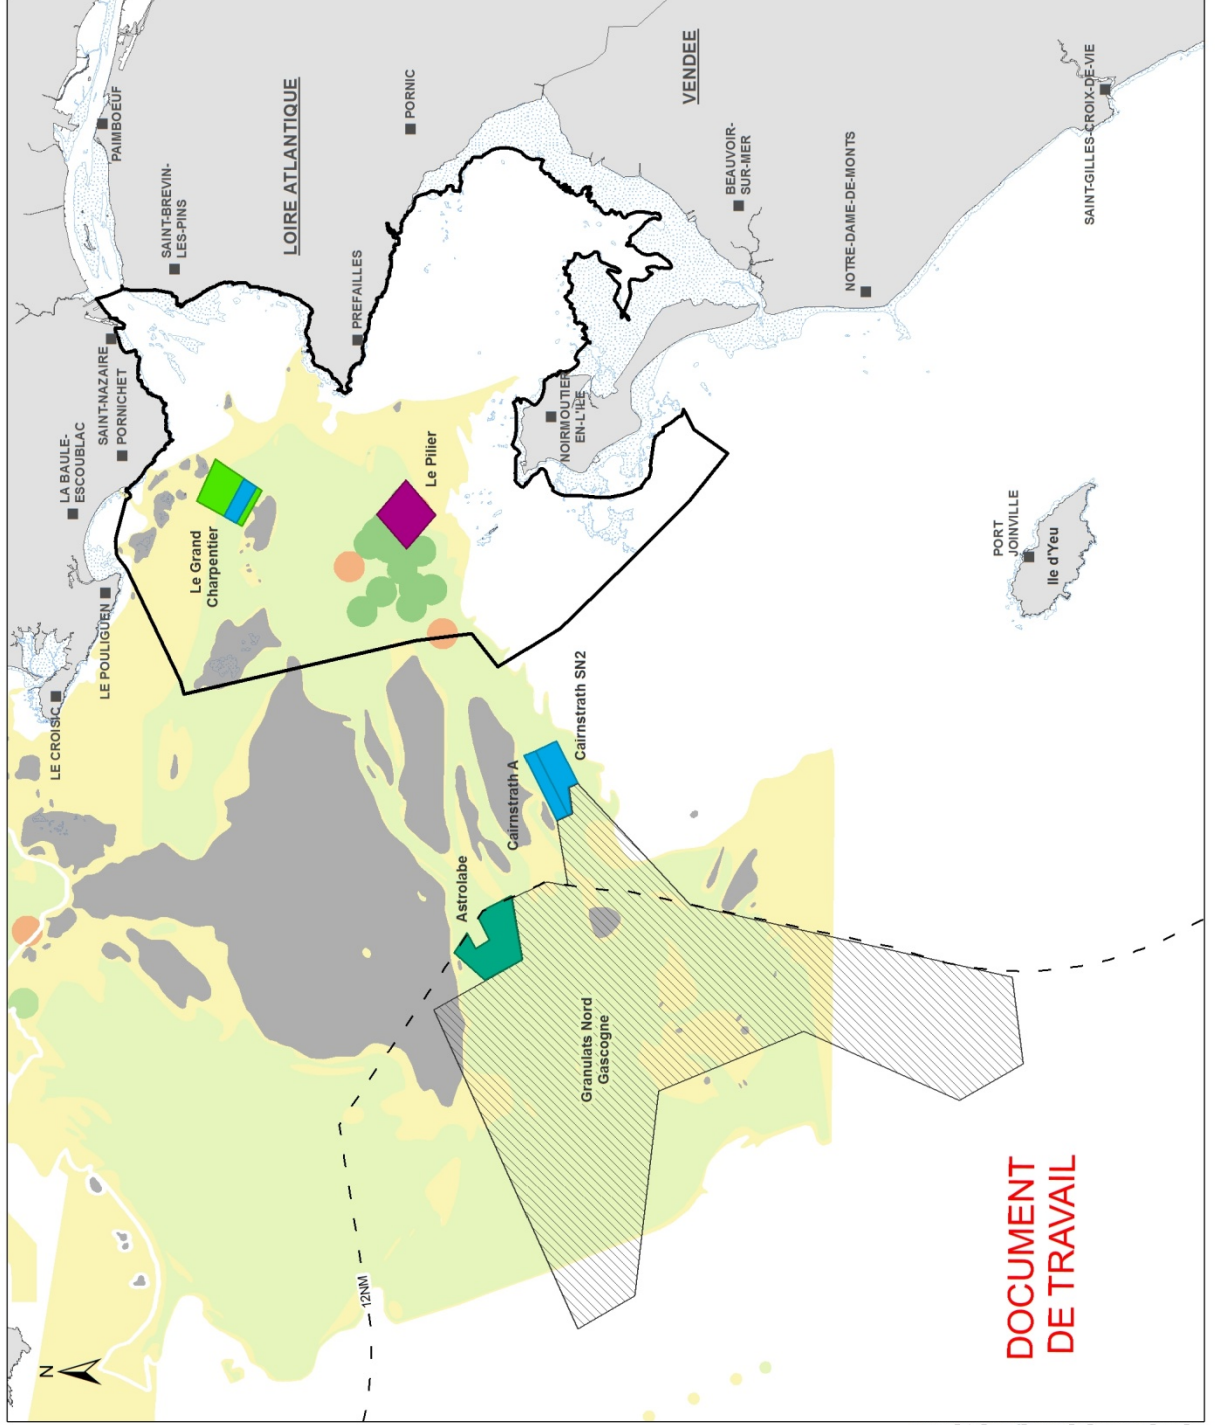 PAIMBOEUF
SAINT-BREVIN-
LES-PINS
LOIRE ATLANTIQUE
PORNIC
VENDEE
SAINT-GILLES-CROIX-DE-VIE
BEAUVOIR-
SUR-MER
NOTRE-DAME-DE-MONTS
PREFAILLES
SAINT-NAZAIRE
PORNICHET
LA BAULE-
ESCOUBLAC
NOIRMOUTIER
EN-L'ILE
Le Pilier
Le Grand
Charpentier
LE POULIGUEN
LE CROISIC
PORT
JOINVILLE
Ile d'Yeu
Cairnstrath SN2
Cairnstrath A
Astrolabe
Granulats Nord
Gascogne
12NM
N
DOCUMENT
DE TRAVAIL